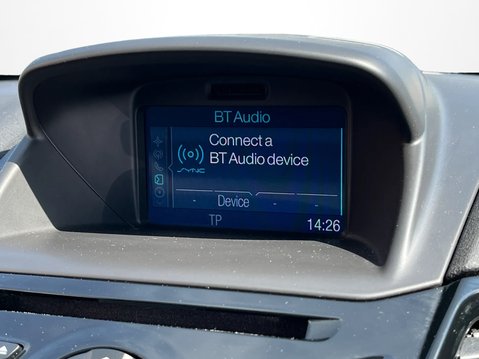 BT Audio
Connect a
BT Audio device
SYNC
Device
TP
14:26